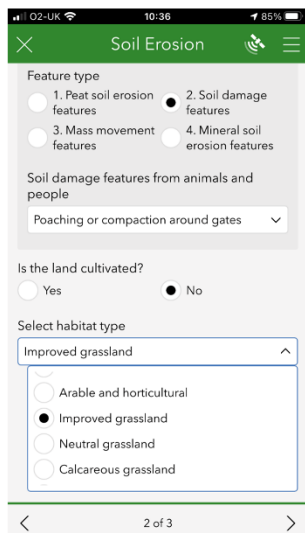 O2-UK 10:36 85%
Soil Erosion
Feature type
1. Peat soil erosion features
2. Soil damage features
3. Mass movement features
4. Mineral soil erosion features
Soil damage features from animals and
people
Poaching or compaction around gates
Is the land cultivated?
Yes No
Select habitat type
Improved grassland
Arable and horticultural
Improved grassland
Neutral grassland
Calcareous grassland
2 of 3